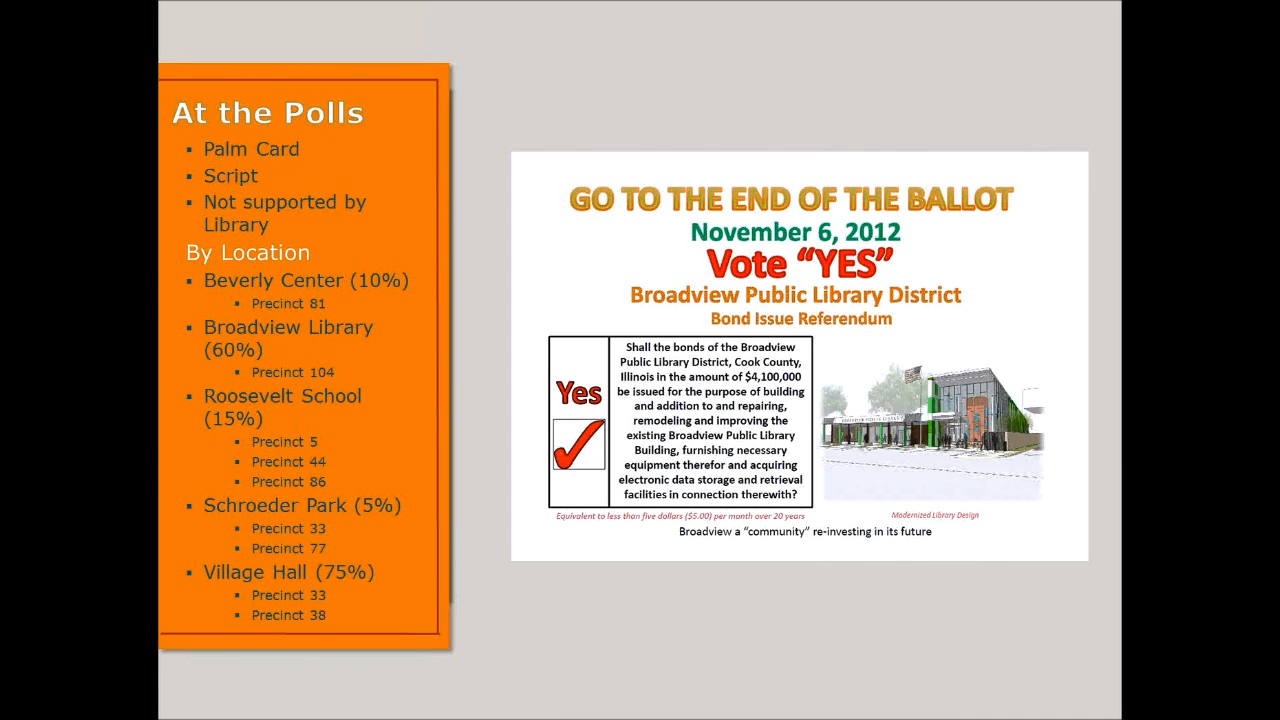 At the Polls
▪ Palm Card
▪ Script
▪ Not supported by
Library
By Location
▪ Beverly Center (10%)
▪ Precinct 81
▪ Broadview Library
(60%)
▪ Precinct 104
▪ Roosevelt School
(15%)
▪ Precinct 5
▪ Precinct 44
▪ Precinct 86
▪ Schroeder Park (5%)
▪ Precinct 33
▪ Precinct 77
▪ Village Hall (75%)
▪ Precinct 33
▪ Precinct 38
GO TO THE END OF THE BALLOT
November 6, 2012
Vote “YES”
Broadview Public Library District
Bond Issue Referendum
Yes
Shall the bonds of the Broadview
Public Library District, Cook County,
Illinois in the amount of $4,100,000
be issued for the purpose of building
and addition to and repairing,
remodeling and improving the
existing Broadview Public Library
Building, furnishing necessary
equipment therefor and acquiring
electronic data storage and retrieval
facilities in connection therewith?
BROADVIEW PUBLIC
Equivalent to less than five dollars ($5.00) per month over 20 years
Modernized Library Design
Broadview a “community” re-investing in its future